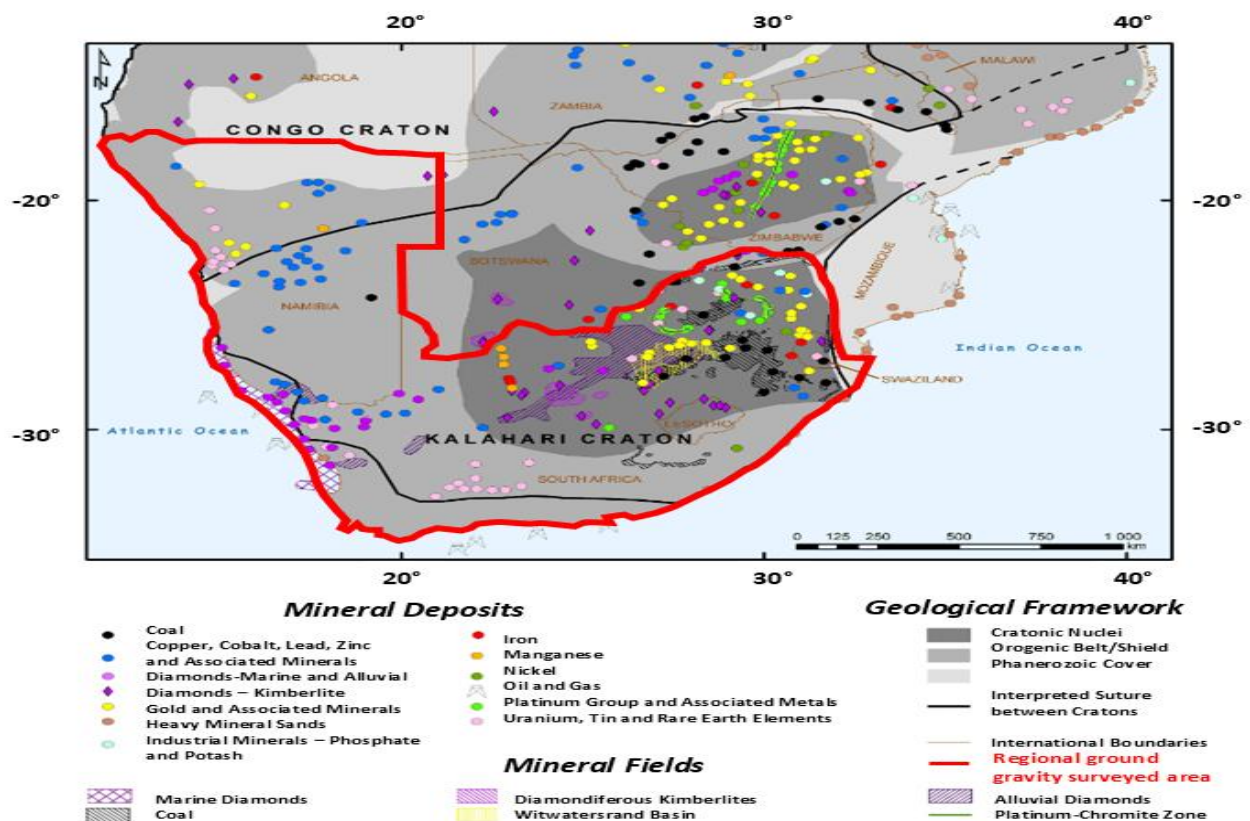 20° 30° 40°
ANGOLA
MALAWI
ZAMBIA
CONGO CRATON
-20° -20°
ZIMBABWE
BOTSWANA
MOZAMBIQUE
NAMIBIA
Indian Ocean
SWAZILAND
Atlantic Ocean
LESOTHO
-30° -30°
KALAHARI CRATON
SOUTH AFRICA
0 125 250 500 750 1 000
km
20° 30° 40°
Mineral Deposits
Coal
Copper, Cobalt, Lead, Zinc
and Associated Minerals
Diamonds-Marine and Alluvial
Diamonds – Kimberlite
Gold and Associated Minerals
Heavy Mineral Sands
Industrial Minerals – Phosphate
and Potash
Iron
Manganese
Nickel
Oil and Gas
Platinum Group and Associated Metals
Uranium, Tin and Rare Earth Elements
Geological Framework
Cratonic Nuclei
Orogenic Belt/Shield
Phanerozoic Cover
Interpreted Suture
between Cratons
International Boundaries
Regional ground
gravity surveyed area
Mineral Fields
Marine Diamonds
Coal
Diamondiferous Kimberlites
Witwatersrand Basin
Alluvial Diamonds
Platinum-Chromite Zone